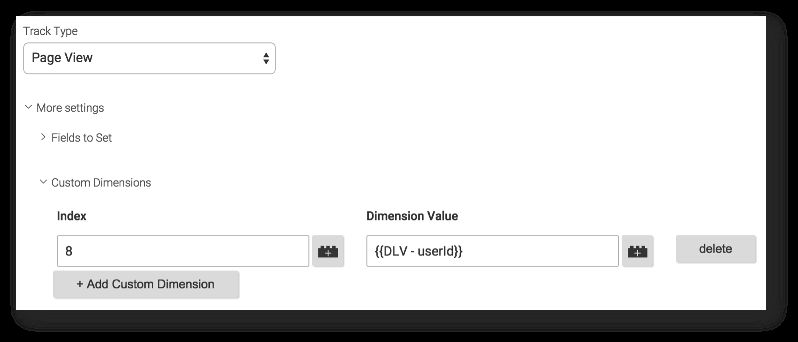 Track Type
Page View
More settings
Fields to Set
Custom Dimensions
Index Dimension Value
8 {{DLV - userId}} delete
+ Add Custom Dimension